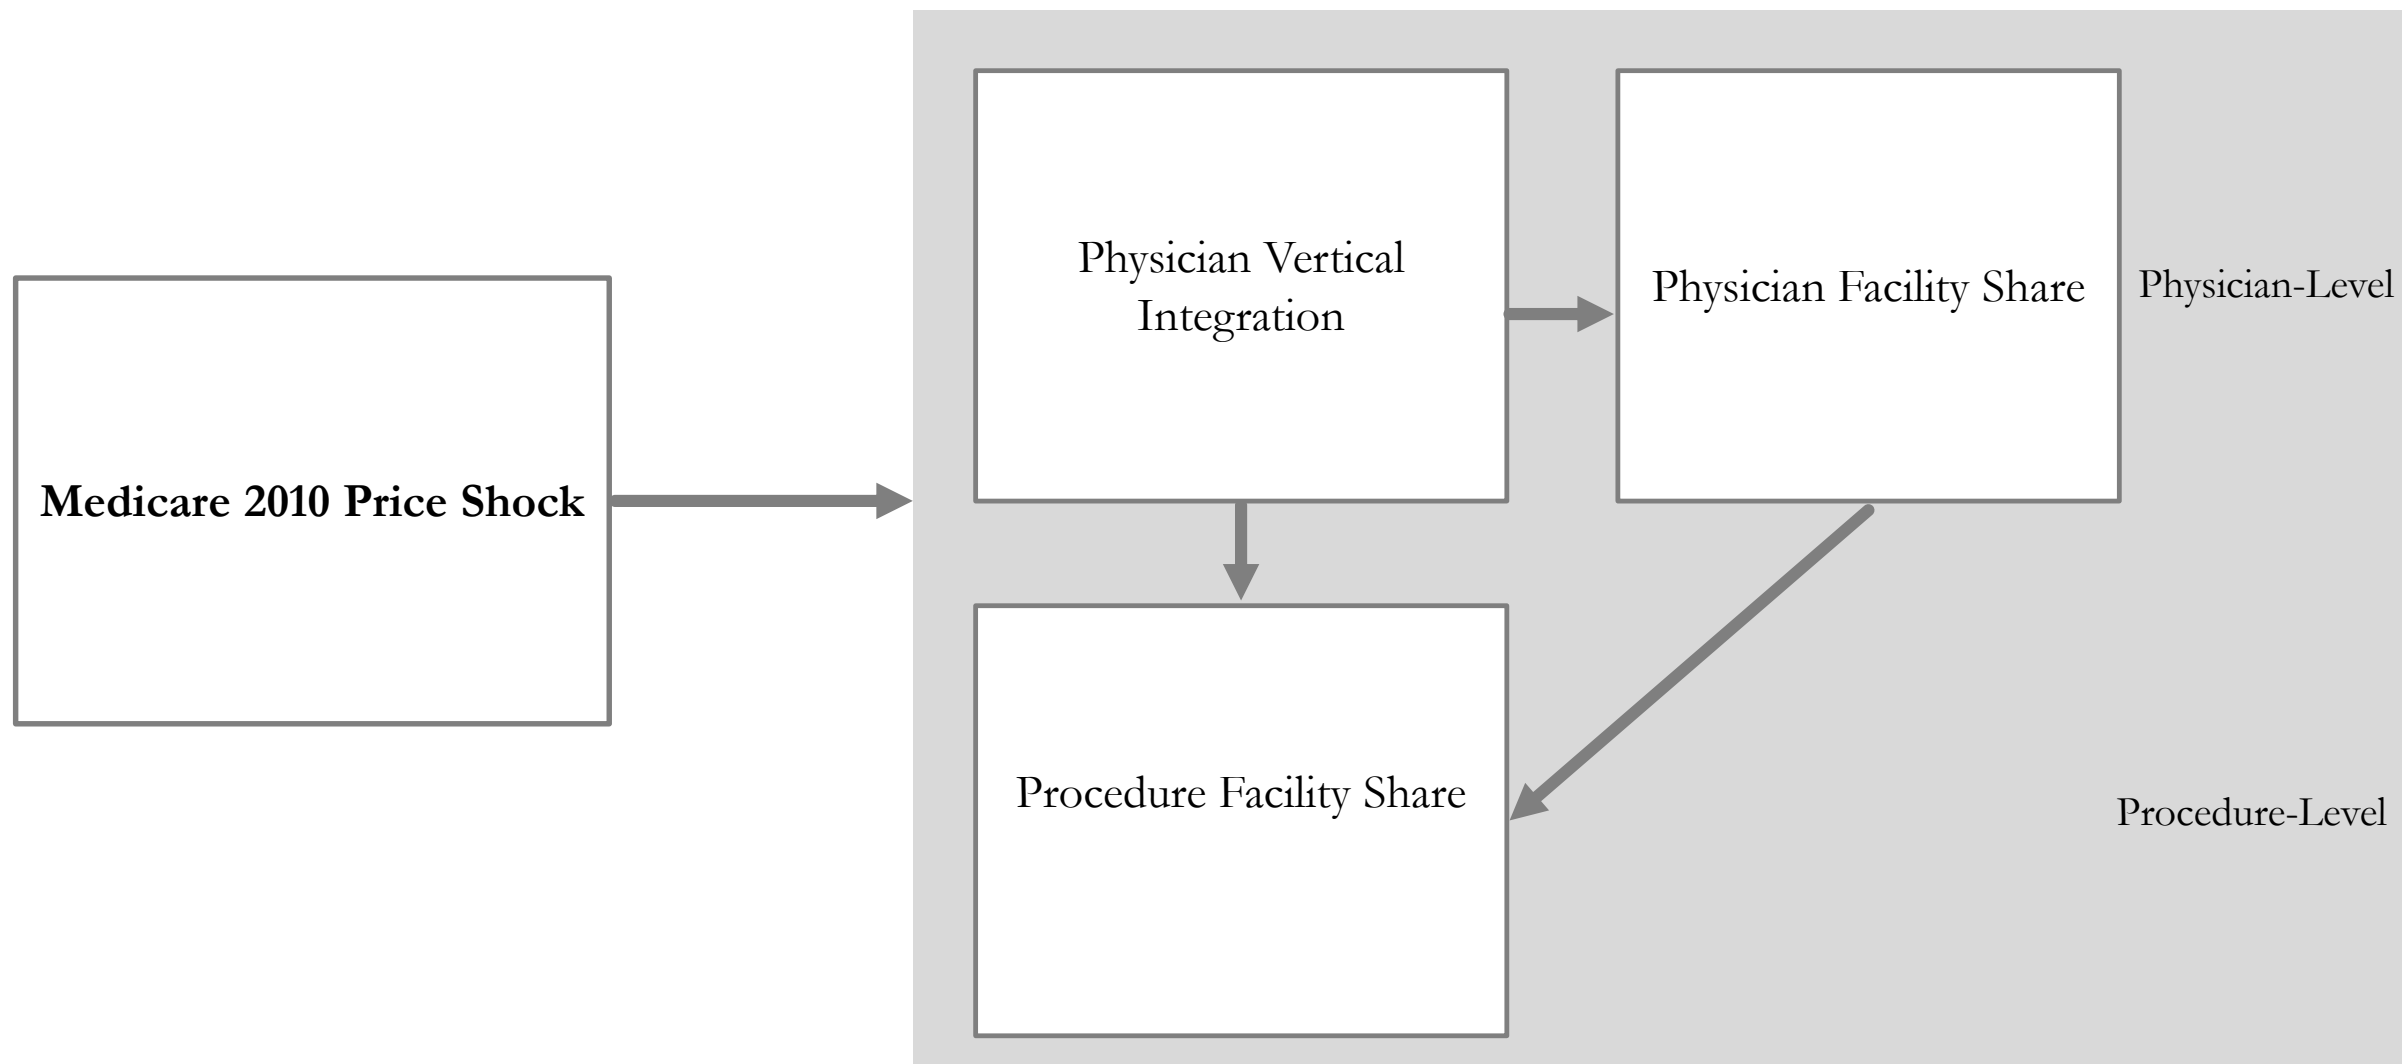 Physician Vertical
Integration
Physician Facility Share
Physician-Level
Medicare 2010 Price Shock
Procedure Facility Share
Procedure-Level